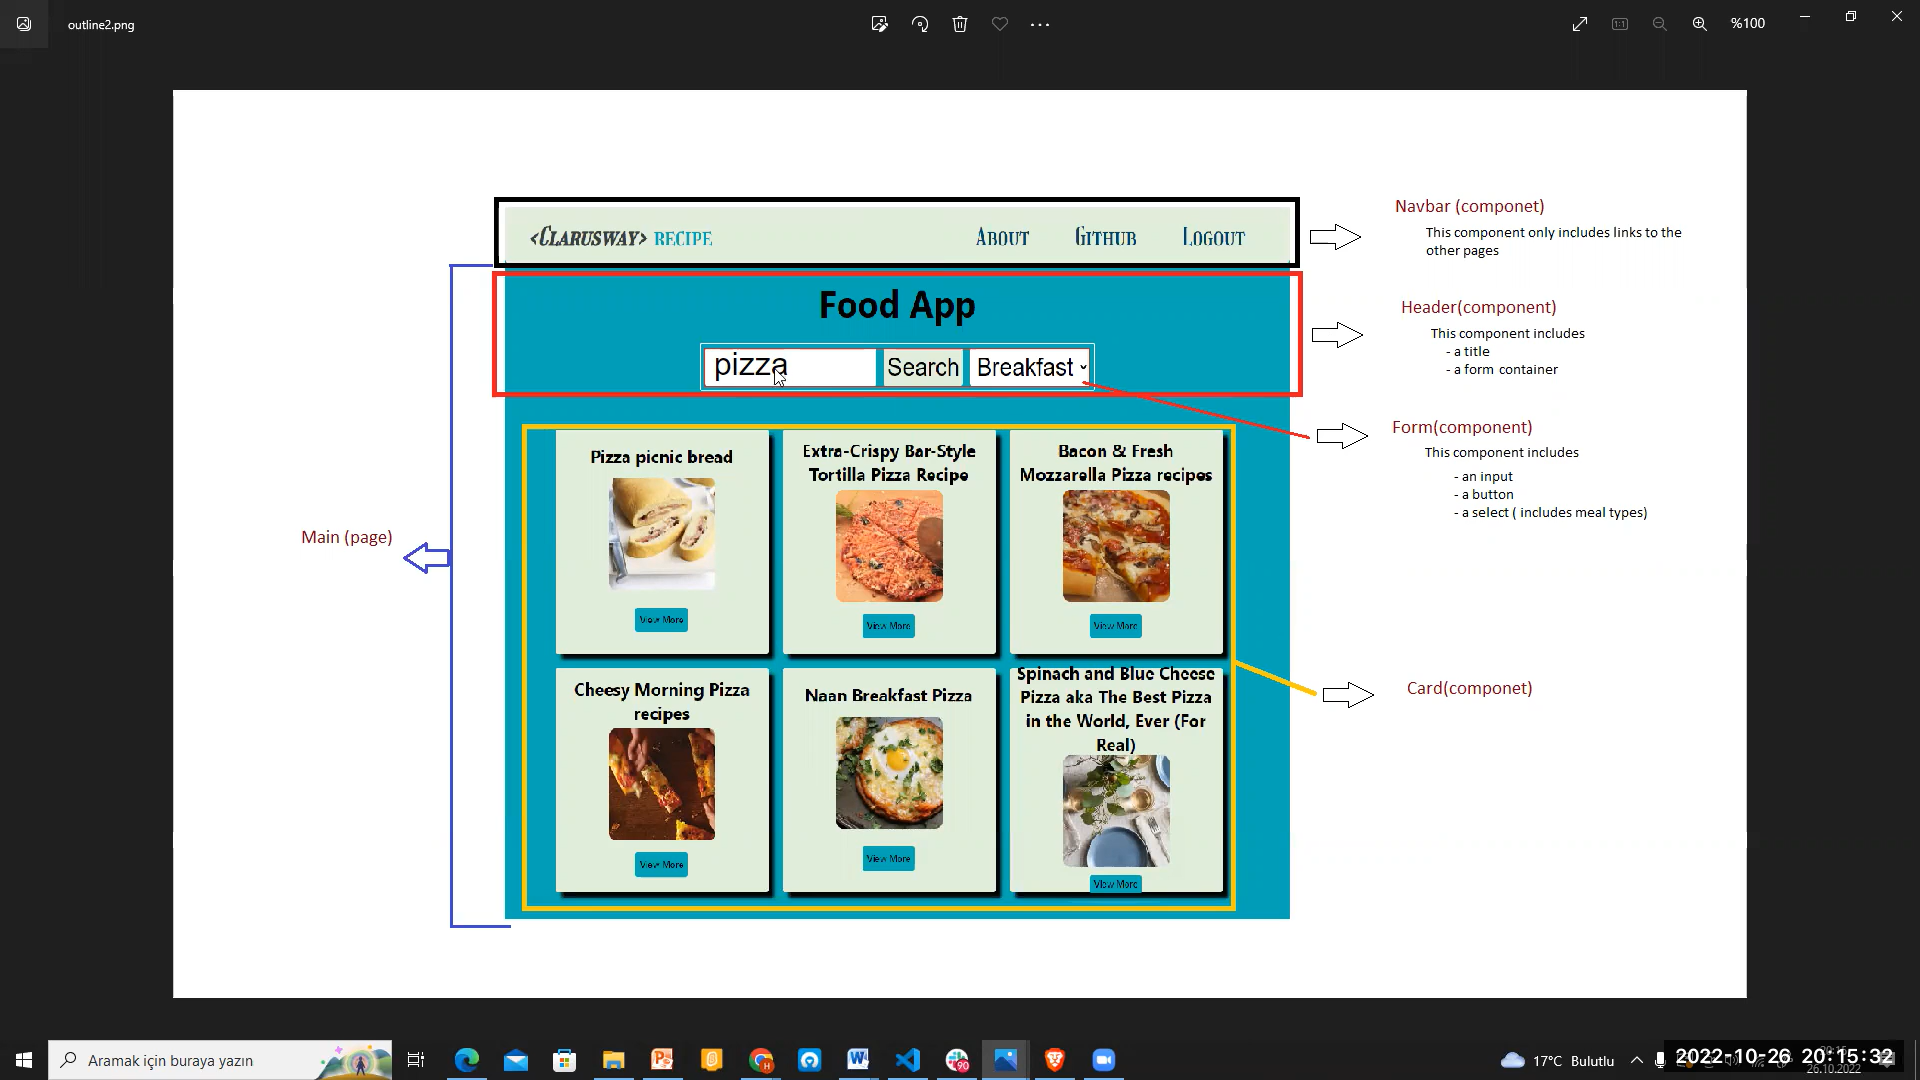 outline2.png
%100
<Clarusway> Recipe
About
Github
Logout
Navbar (componet)
This component only includes links to the
other pages
Food App
pizza
Search
Breakfast
Header(component)
This component includes
- a title
- a form container
Form(component)
This component includes
- an input
- a button
- a select ( includes meal types)
Main (page)
Pizza picnic bread
View More
Extra-Crispy Bar-Style
Tortilla Pizza Recipe
View More
Bacon & Fresh
Mozzarella Pizza recipes
View More
Cheesy Morning Pizza
recipes
View More
Naan Breakfast Pizza
View More
Spinach and Blue Cheese
Pizza aka The Best Pizza
in the World, Ever (For
Real)
View More
Card(componet)
Aramak için buraya yazın
90
17°C Bulutlu
2022-10-26 20:15:32
26.10.2022